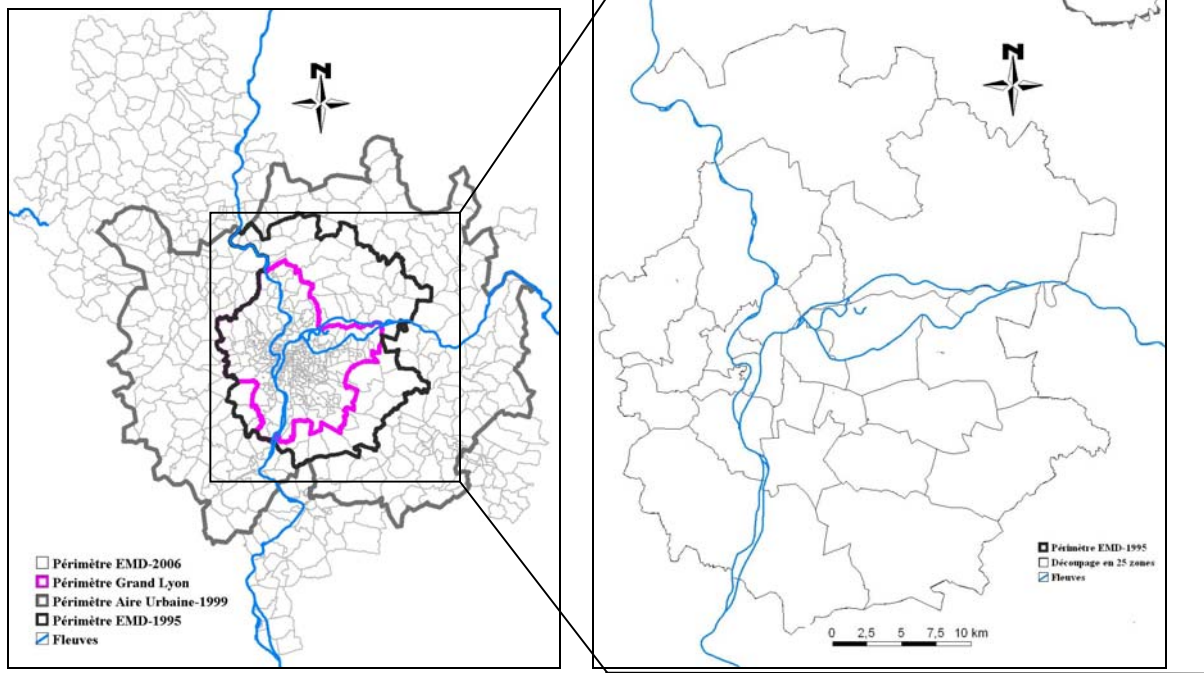 N
Périmètre EMD-2006
Périmètre Grand Lyon
Périmètre Aire Urbaine-1999
Périmètre EMD-1995
Fleuves
N
Périmètre EMD-1995
Découpage en 25 zones
Fleuves
0 2,5 5 7,5 10 km